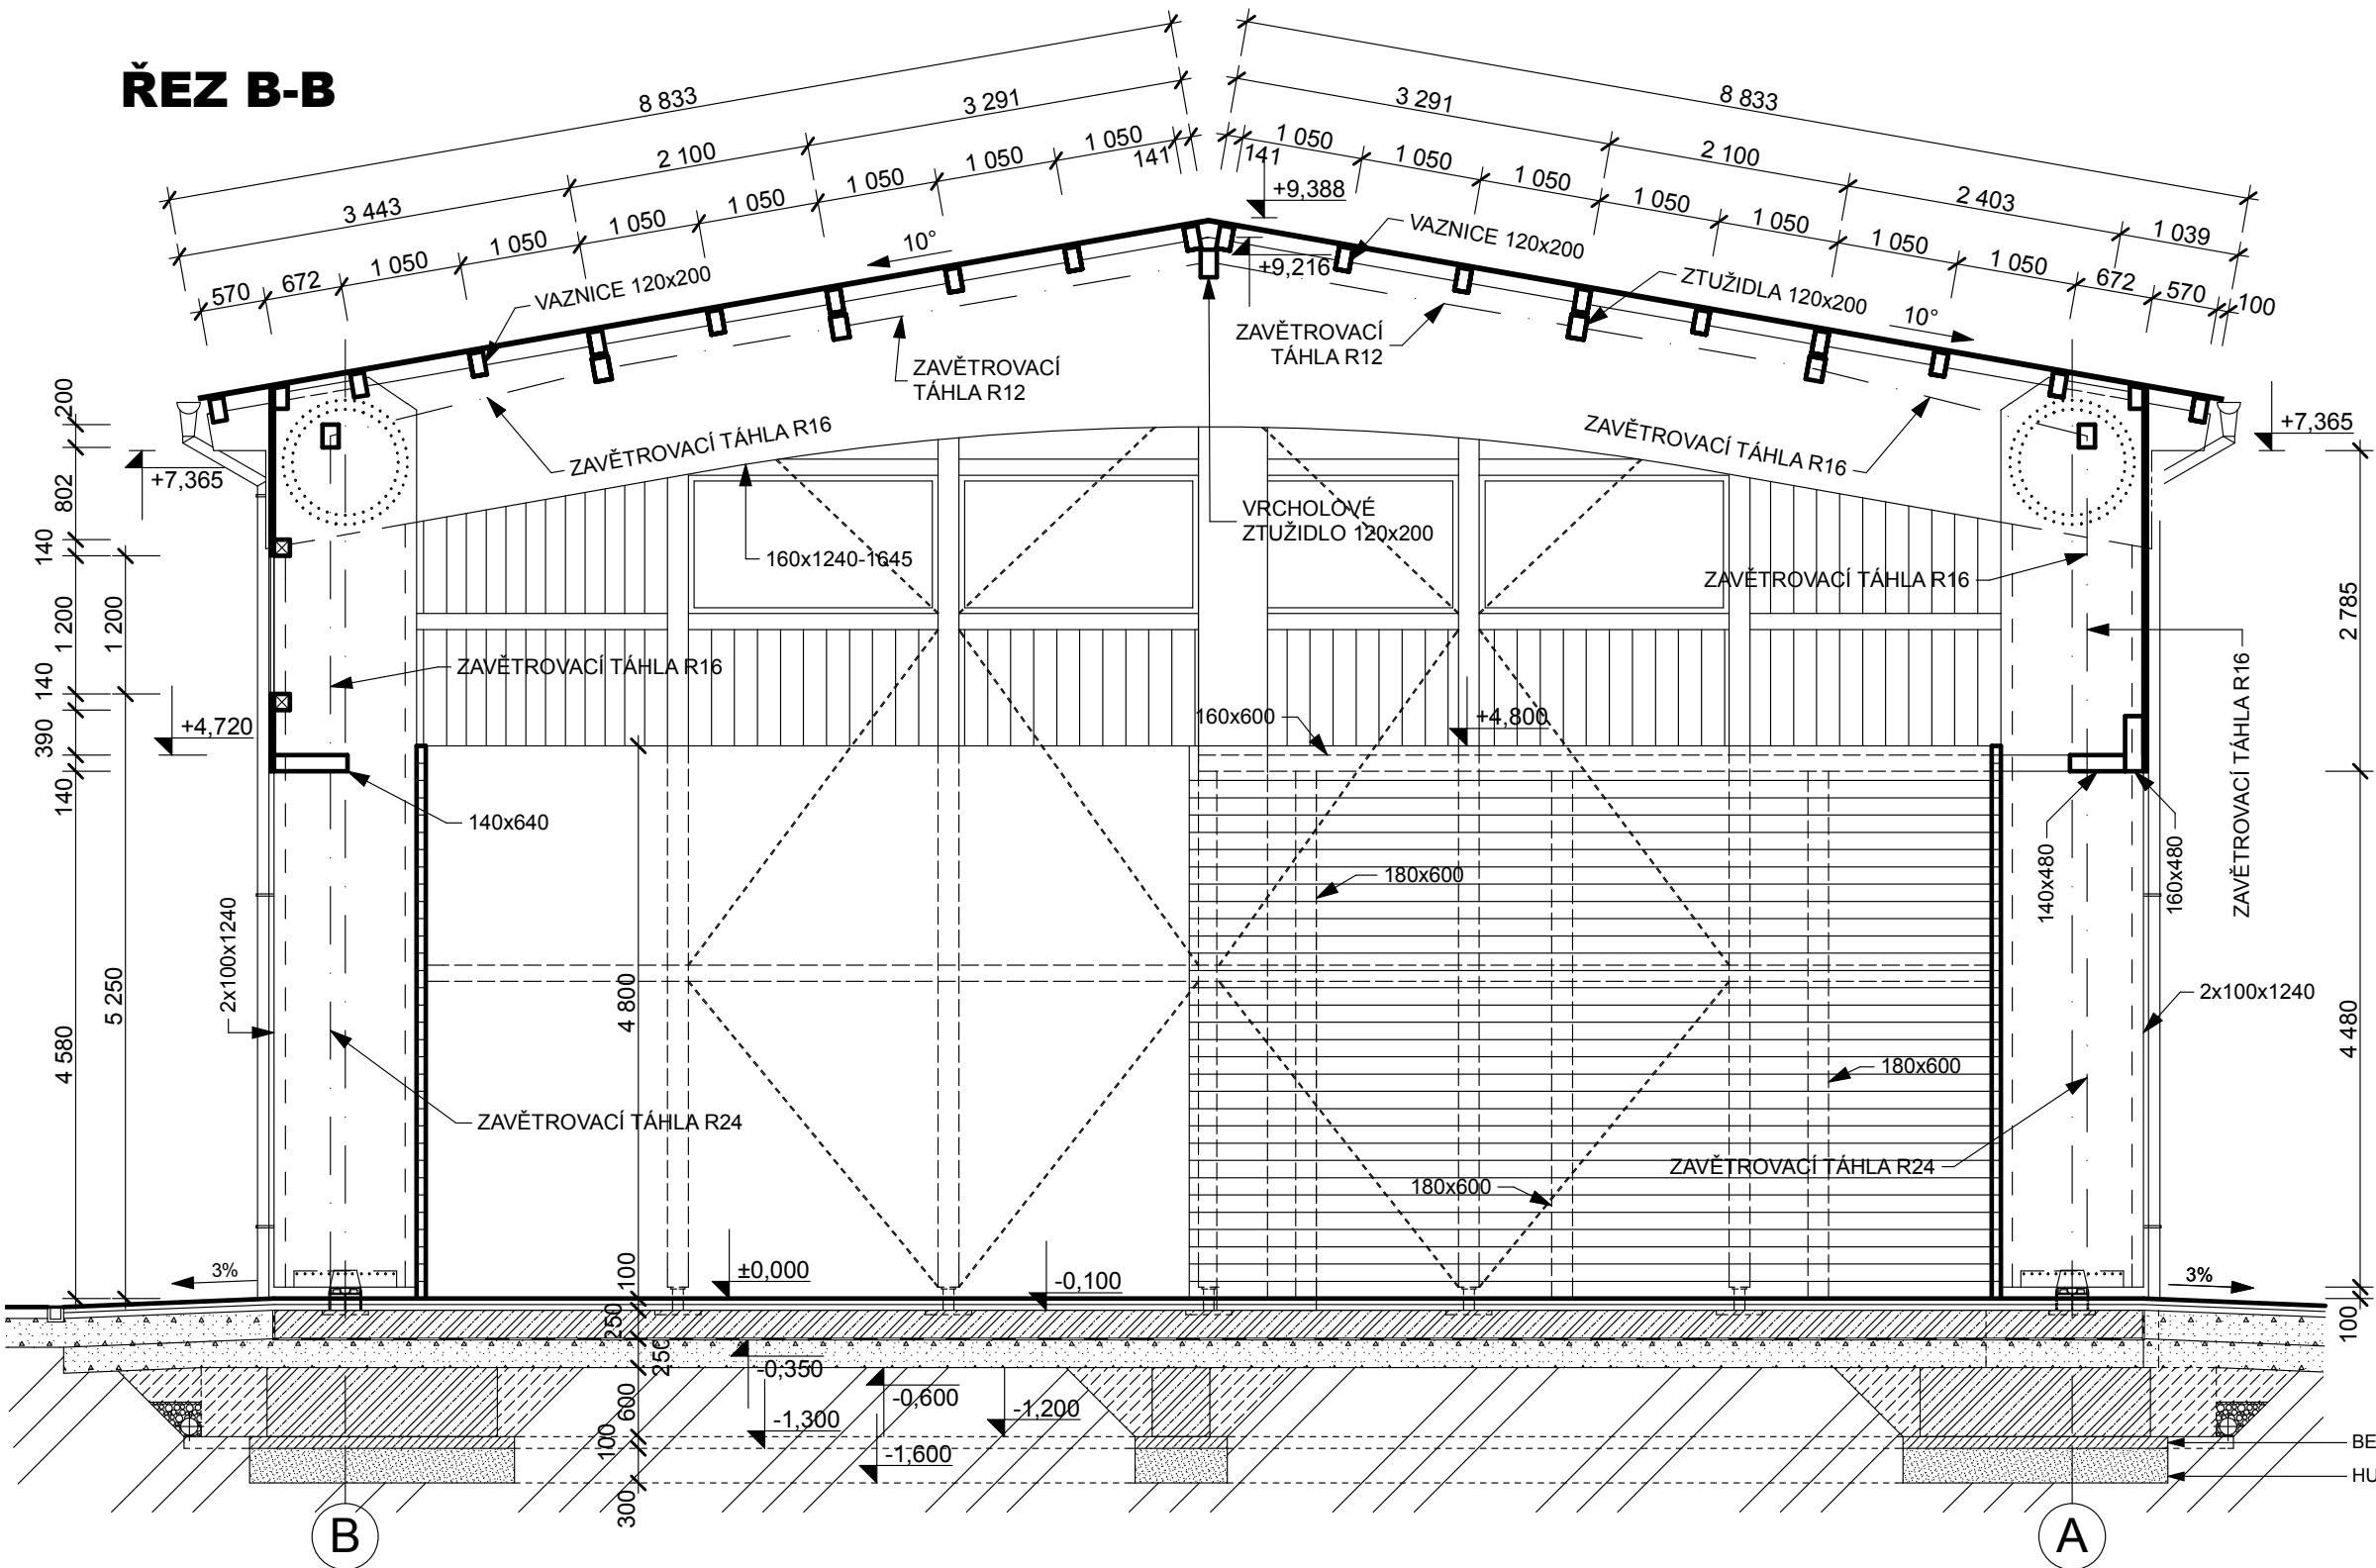 ŘEZ B-B
8 833
8 833
3 443
2 100
3 291
3 291
2 100
2 403
1 039
570
672
1 050
1 050
1 050
1 050
1 050
1 050
1 050
141
141
1 050
1 050
1 050
1 050
1 050
1 050
1 050
672
570
100
+9,388
+9,216
10°
10°
VAZNICE 120x200
VAZNICE 120x200
ZTUŽIDLA 120x200
ZAVĚTROVACÍ
TÁHLA R12
ZAVĚTROVACÍ
TÁHLA R12
ZAVĚTROVACÍ TÁHLA R16
ZAVĚTROVACÍ TÁHLA R16
+7,365
+7,365
VRCHOLOVÉ
ZTUŽIDLO 120x200
160x1240-1645
ZAVĚTROVACÍ TÁHLA R16
ZAVĚTROVACÍ TÁHLA R16
ZAVĚTROVACÍ TÁHLA R16
200
802
140
1 200
140
390
140
4 580
1 200
5 250
+4,720
160x600
+4,800
140x640
180x600
140x480
160x480
2x100x1240
2x100x1240
4 800
180x600
ZAVĚTROVACÍ TÁHLA R24
ZAVĚTROVACÍ TÁHLA R24
180x600
2 785
4 480
100
3%
3%
100
±0,000
-0,100
250
250
-0,350
-0,600
600
-1,300
-1,200
100
-1,600
300
BE
HU
B
A